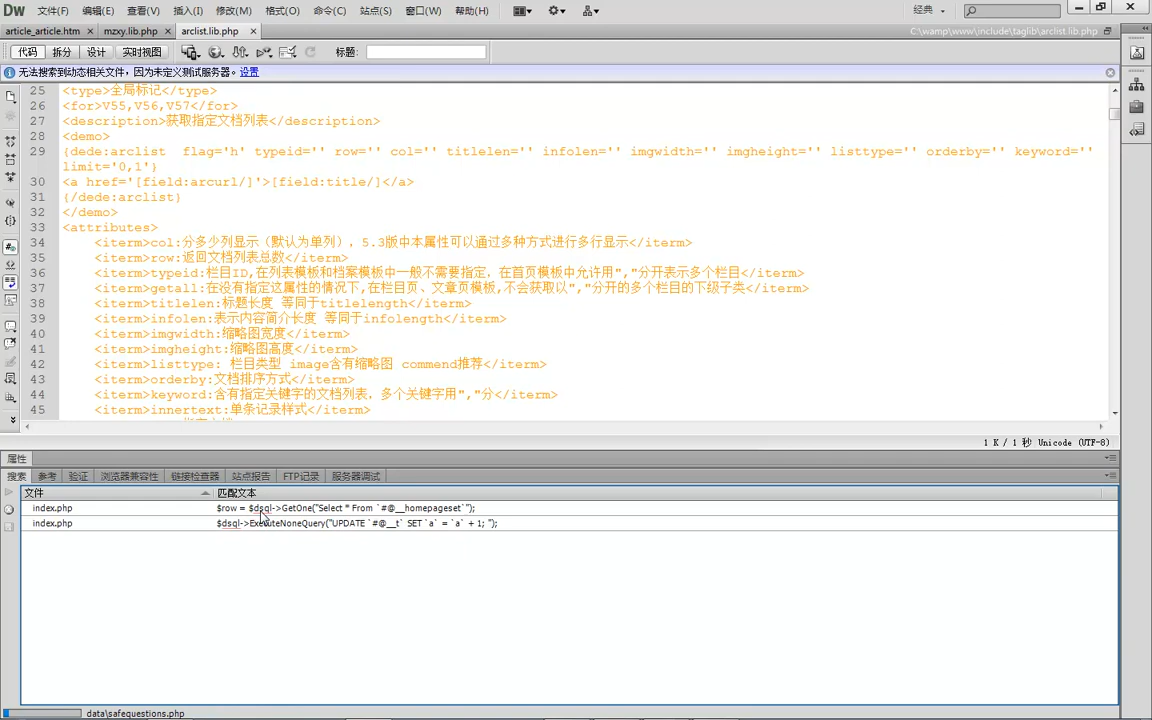 Dw 文件(F) 编辑(E) 查看(V) 插入(I) 修改(M) 格式(O) 命令(C) 站点(S) 窗口(W) 帮助(H) 经典
article_article.htm mzxy.lib.php arclist.lib.php C:\wamp\www\include\taglib\arclist.lib.php
代码 拆分 设计 实时视图 标题:
无法搜索到动态相关文件，因为未定义测试服务器。 设置
25 <type>全局标记</type>
26 <for>V55,V56,V57</for>
27 <description>获取指定文档列表</description>
28 <demo>
29 {dede:arclist  flag='h' typeid='' row='' col='' titlelen='' infolen='' imgwidth='' imgheight='' listtype='' orderby='' keyword=''
limit='0,1'}
30 <a href='[field:arcurl/]'>[field:title/]</a>
31 {/dede:arclist}
32 </demo>
33 <attributes>
34 <iterm>col:分多少列显示（默认为单列），5.3版中本属性可以通过多种方式进行多行显示</iterm>
35 <iterm>row:返回文档列表总数</iterm>
36 <iterm>typeid:栏目ID,在列表模板和档案模板中一般不需要指定，在首页模板中允许用","分开表示多个栏目</iterm>
37 <iterm>getall:在没有指定这属性的情况下,在栏目页、文章页模板,不会获取以","分开的多个栏目的下级子类</iterm>
38 <iterm>titlelen:标题长度 等同于titlelength</iterm>
39 <iterm>infolen:表示内容简介长度 等同于infolength</iterm>
40 <iterm>imgwidth:缩略图宽度</iterm>
41 <iterm>imgheight:缩略图高度</iterm>
42 <iterm>listtype: 栏目类型 image含有缩略图 commend推荐</iterm>
43 <iterm>orderby:文档排序方式</iterm>
44 <iterm>keyword:含有指定关键字的文档列表，多个关键字用","分</iterm>
45 <iterm>innertext:单条记录样式</iterm>
1 K / 1 秒 Unicode (UTF-8)
属性
搜索 参考 验证 浏览器兼容性 链接检查器 站点报告 FTP记录 服务器调试
文件 匹配文本
index.php $row = $dsql->GetOne("Select * From `#@__homepageset`");
index.php $dsql->ExecuteNoneQuery("UPDATE `#@__t` SET `a` = `a` + 1; ");
data\safequestions.php